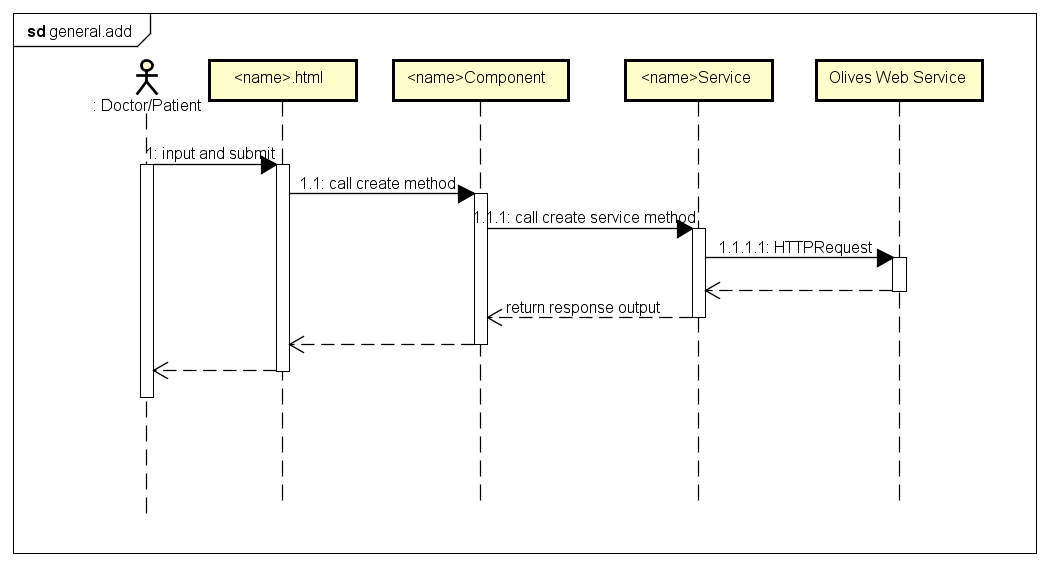 sd general.add
<name>.html
<name>Component
<name>Service
Olives Web Service
: Doctor/Patient
1: input and submit
1.1: call create method
1.1.1: call create service method
1.1.1.1: HTTPRequest
return response output